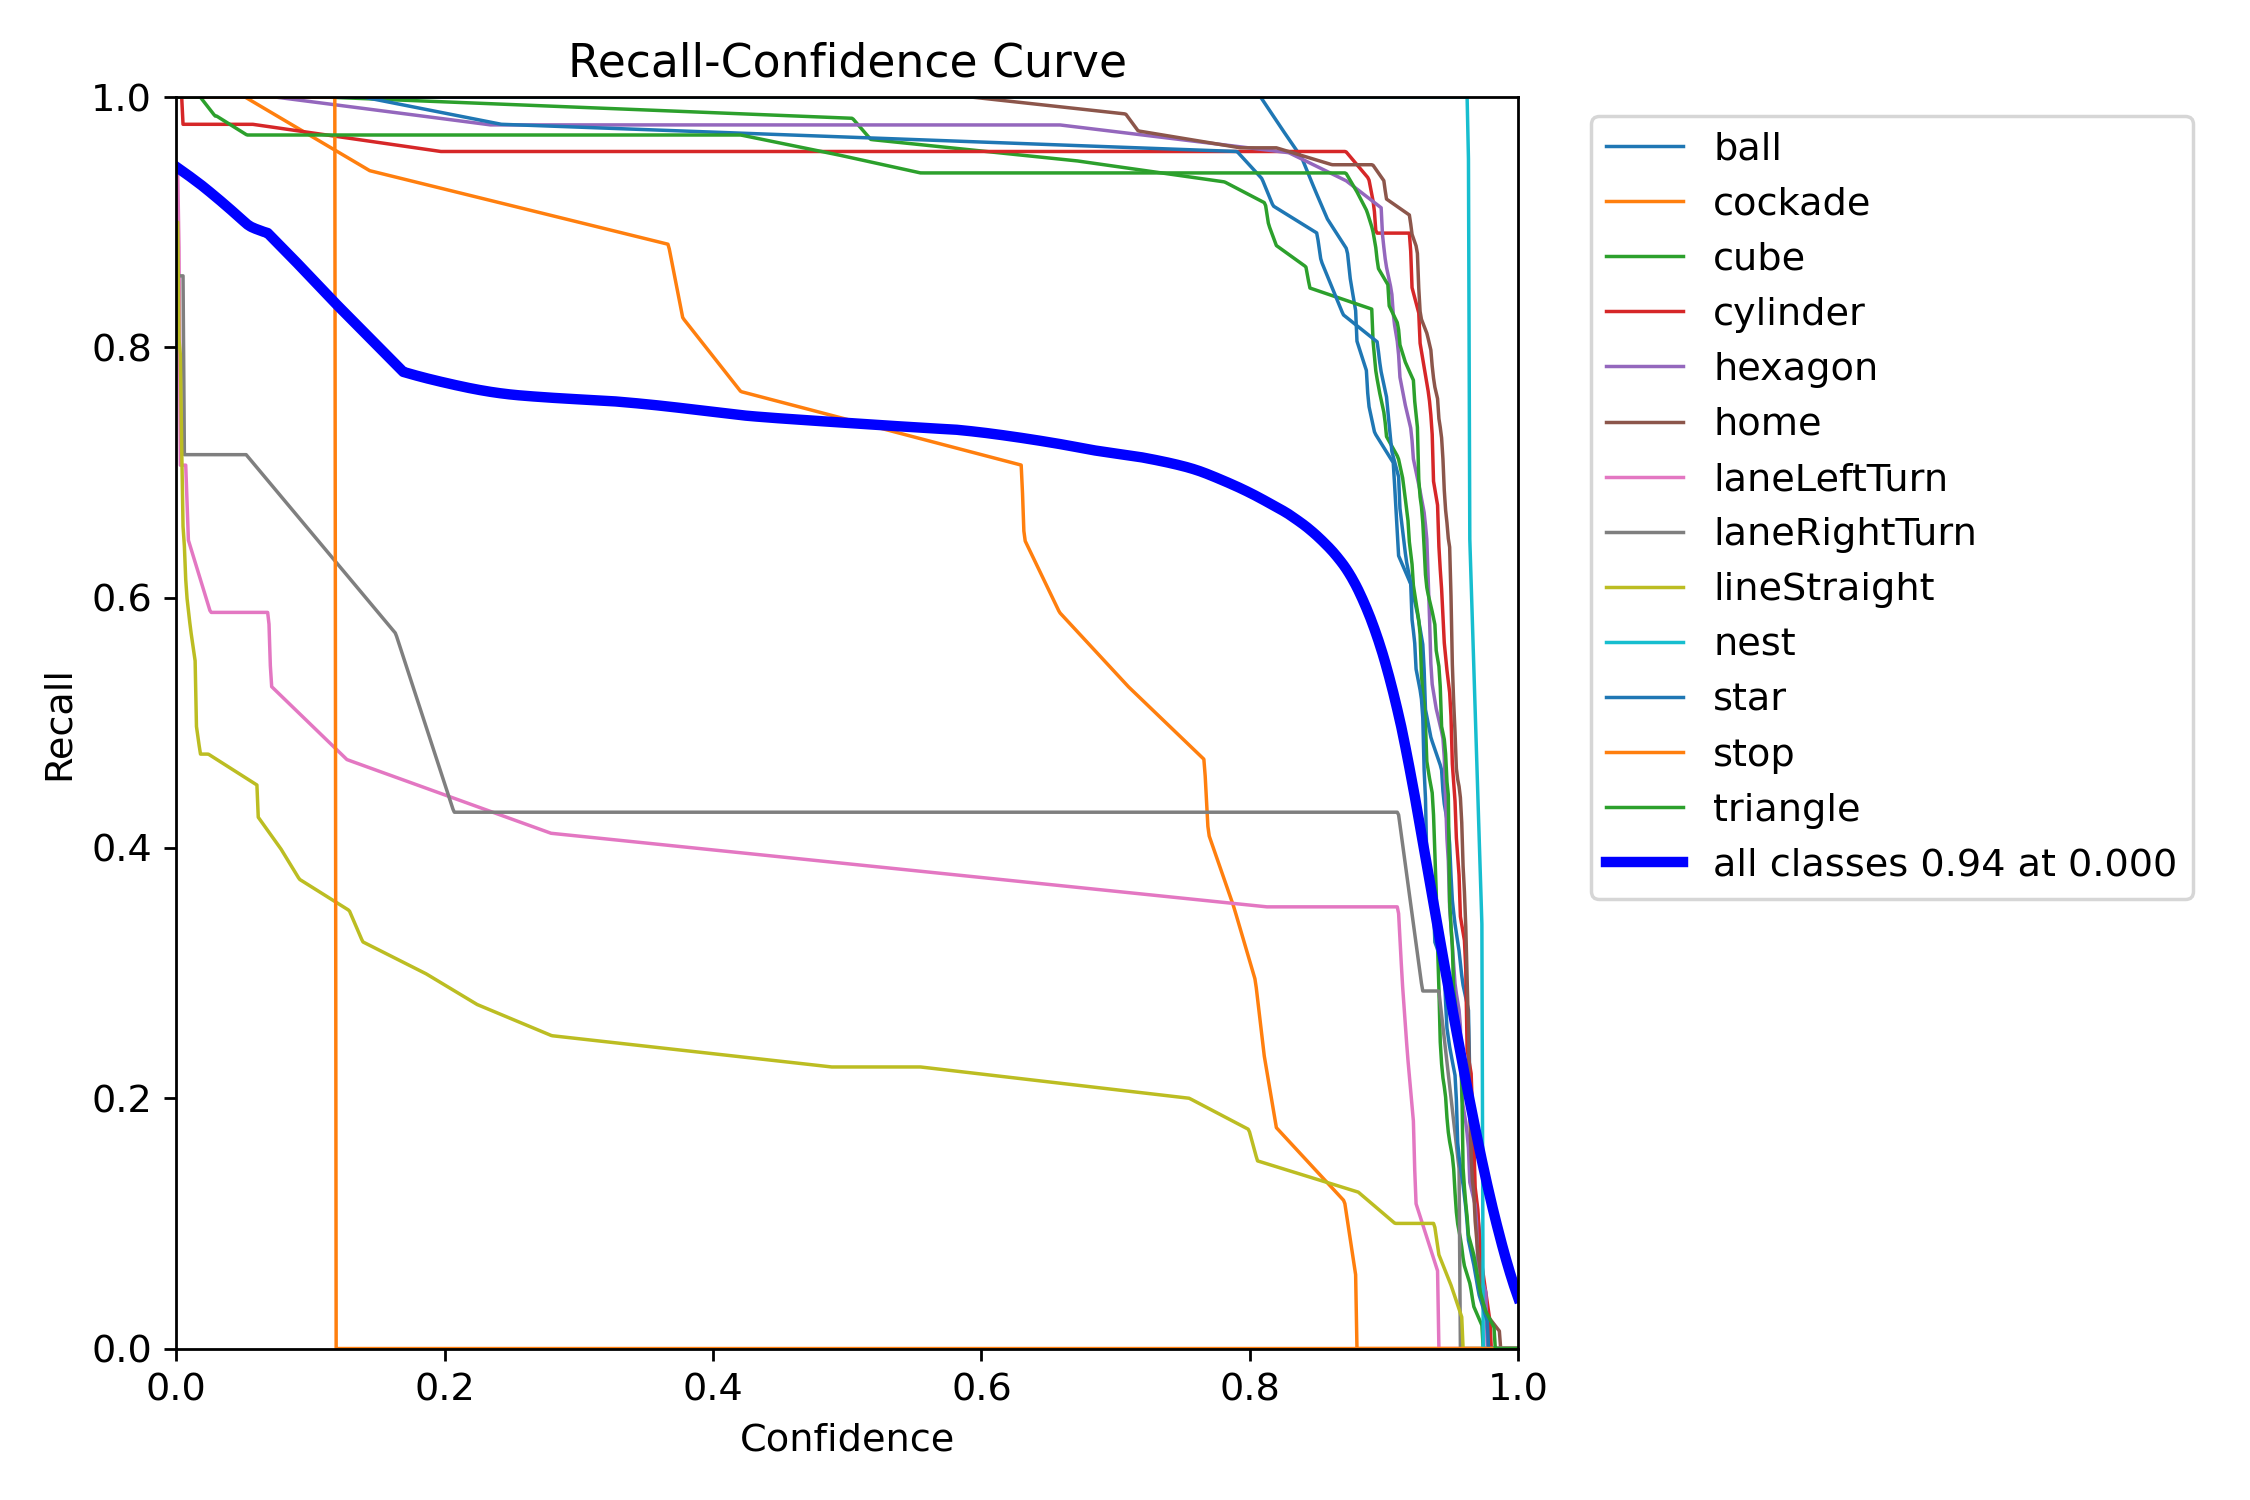 Recall-Confidence Curve
1.0
0.8
0.6
0.4
0.2
0.0
Recall
0.0 0.2 0.4 0.6 0.8 1.0
Confidence
ball
cockade
cube
cylinder
hexagon
home
laneLeftTurn
laneRightTurn
lineStraight
nest
star
stop
triangle
all classes 0.94 at 0.000